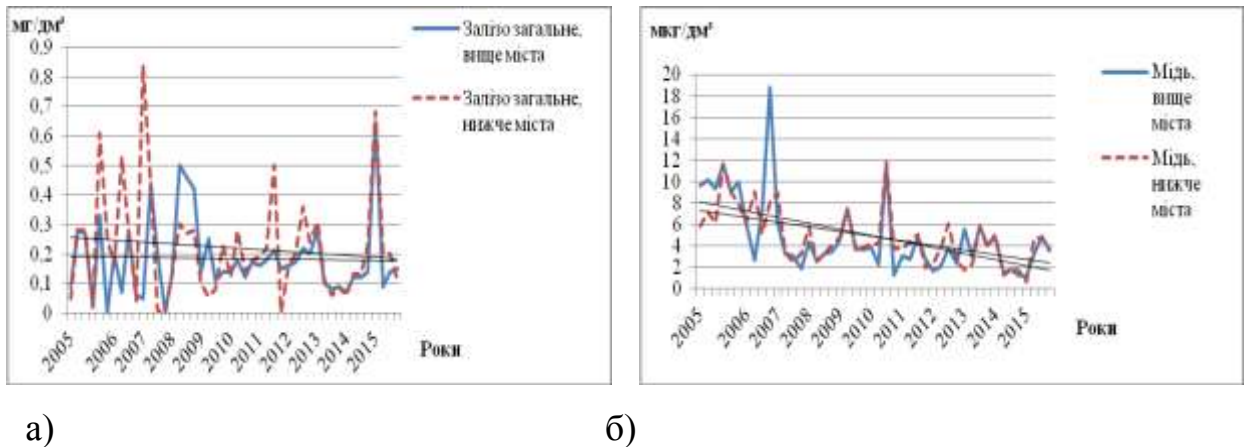 мг/дм³
0,9
0,8
0,7
0,6
0,5
0,4
0,3
0,2
0,1
0
2005
2006
2007
2008
2009
2010
2011
2012
2013
2014
2015
Роки
Залізо загальне,
вище міста
Залізо загальне,
нижче міста
мкг/дм³
20
18
16
14
12
10
8
6
4
2
0
2005
2006
2007
2008
2009
2010
2011
2012
2013
2014
2015
Роки
Мідь,
вище
міста
Мідь,
нижче
міста
а)
б)